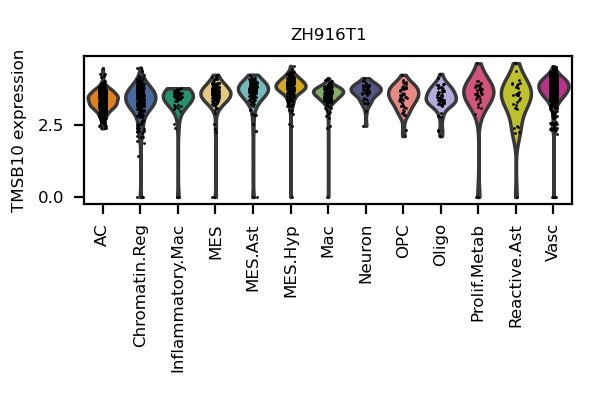 ZH916T1
TMSB10 expression
2.5
0.0
AC
Chromatin.Reg
Inflammatory.Mac
MES
MES.Ast
MES.Hyp
Mac
Neuron
OPC
Oligo
Prolif.Metab
Reactive.Ast
Vasc